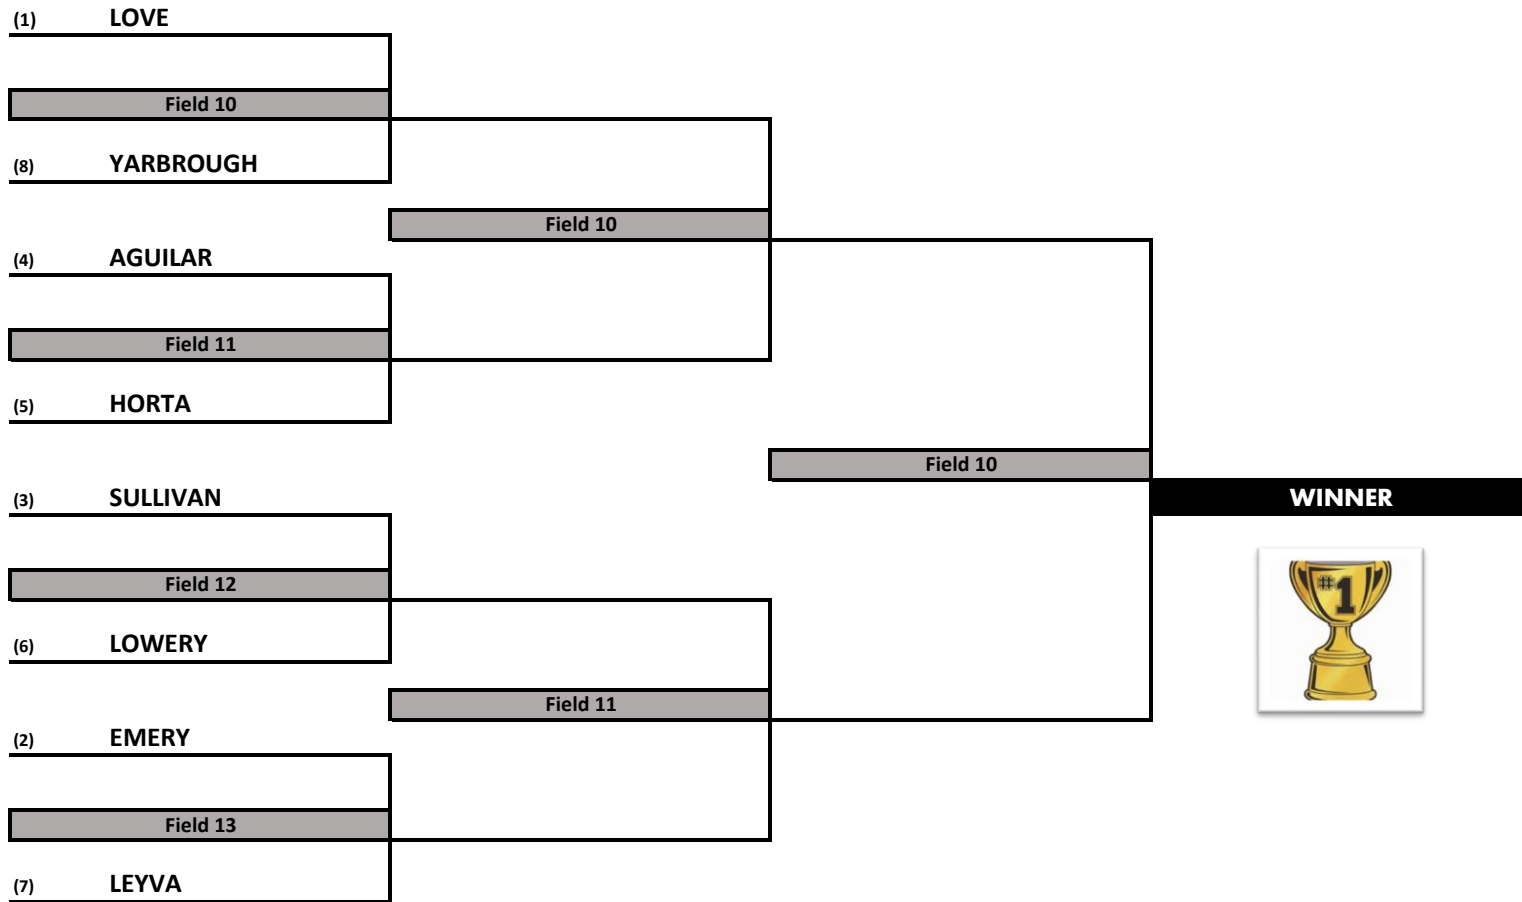 (1) LOVE
Field 10
(8) YARBROUGH
Field 10
(4) AGUILAR
Field 11
(5) HORTA
Field 10
(3) SULLIVAN
WINNER
#1
Field 12
(6) LOWERY
Field 11
(2) EMERY
Field 13
(7) LEYVA